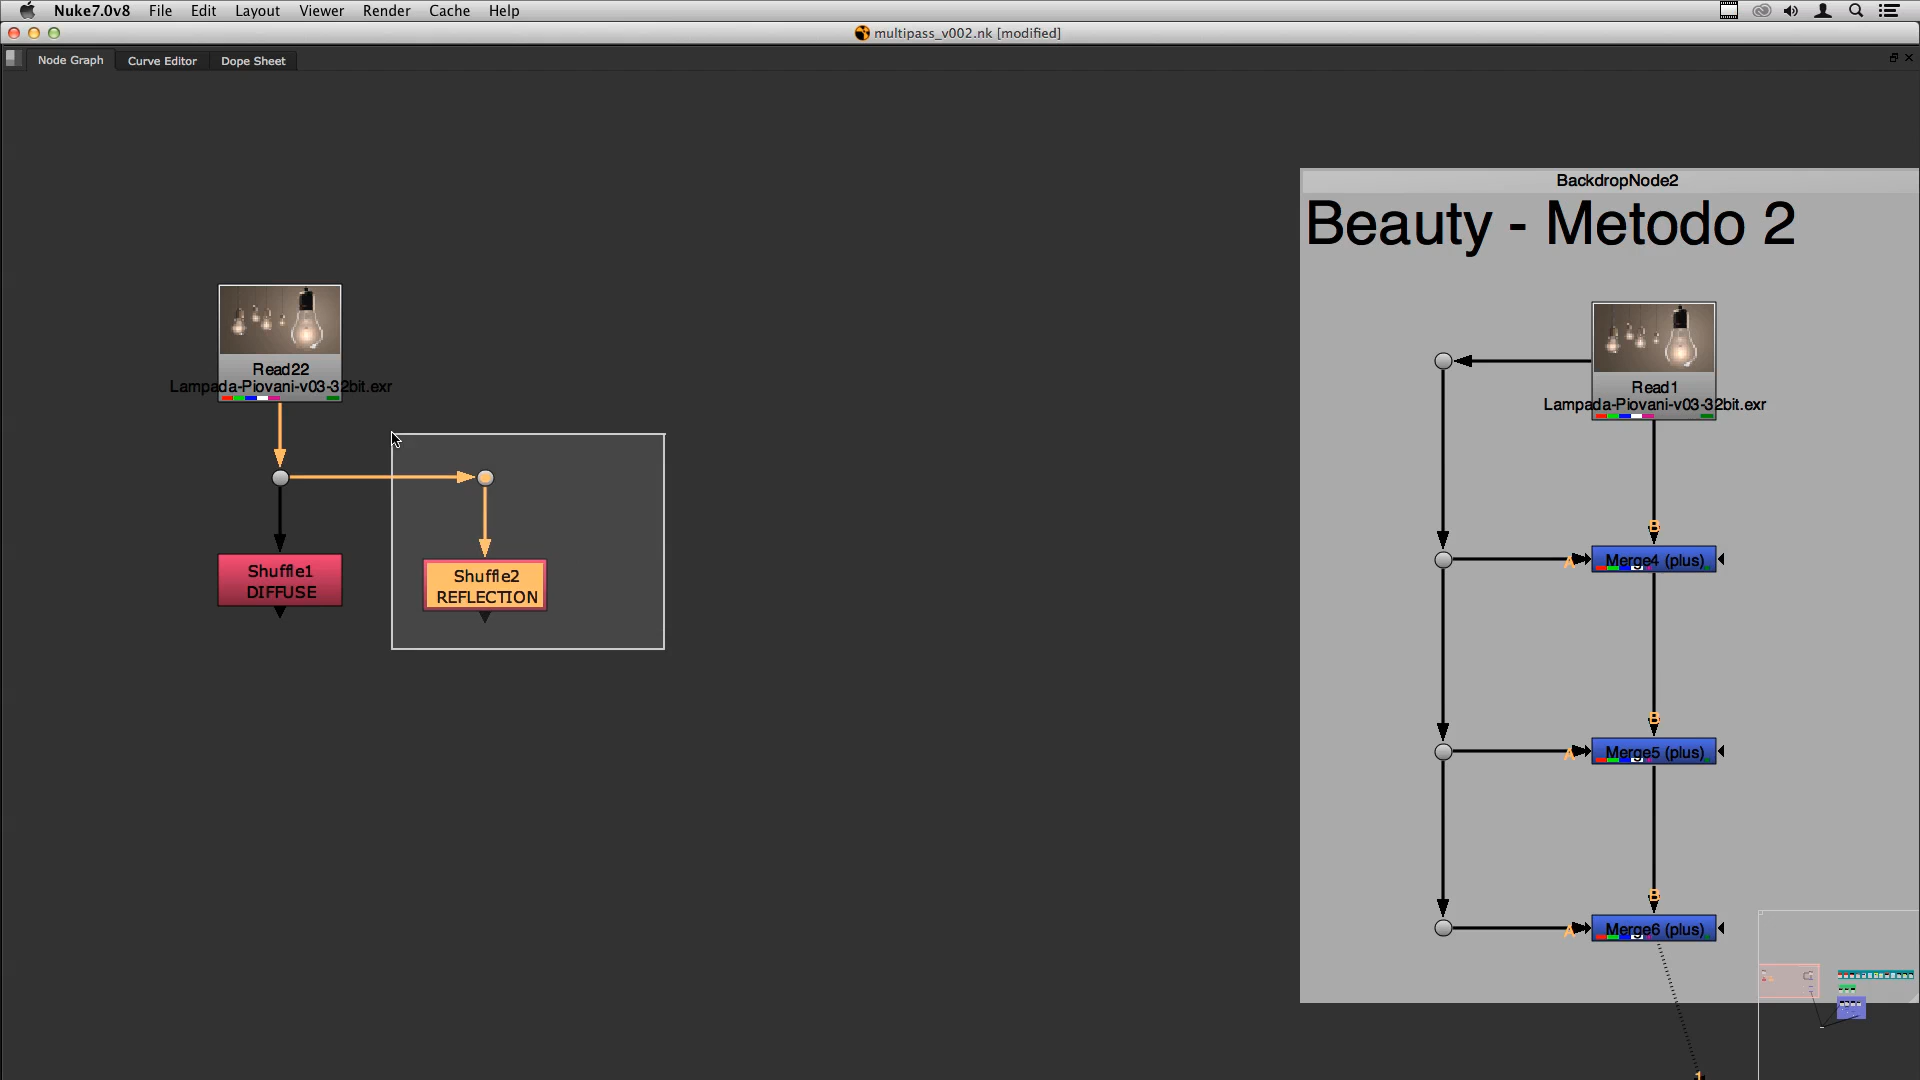 Nuke7.0v8 File Edit Layout Viewer Render Cache Help
multipass_v002.nk [modified]
Node Graph Curve Editor Dope Sheet
BackdropNode2
Beauty - Metodo 2
Read22
Lampada-Piovani-v03-32bit.exr
Read1
Lampada-Piovani-v03-32bit.exr
Shuffle1
DIFFUSE
Shuffle2
REFLECTION
B
A
Merge4 (plus)
B
A
Merge5 (plus)
B
A
Merge6 (plus)
1